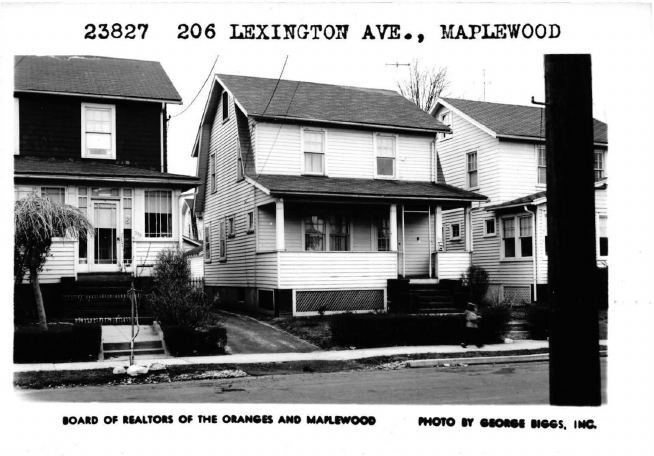 23827 206 LEXINGTON AVE., MAPLEWOOD
BOARD OF REALTORS OF THE ORANGES AND MAPLEWOOD PHOTO BY GEORGE BIGGS, INC.